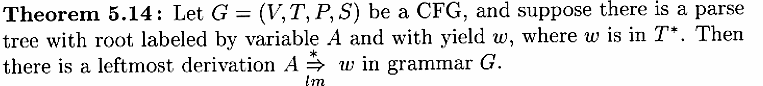 Theorem 5.14: Let G = (V, T, P, S) be a CFG, and suppose there is a parse
tree with root labeled by variable A and with yield w, where w is in T*. Then
there is a leftmost derivation A ⇒* w in grammar G.
lm